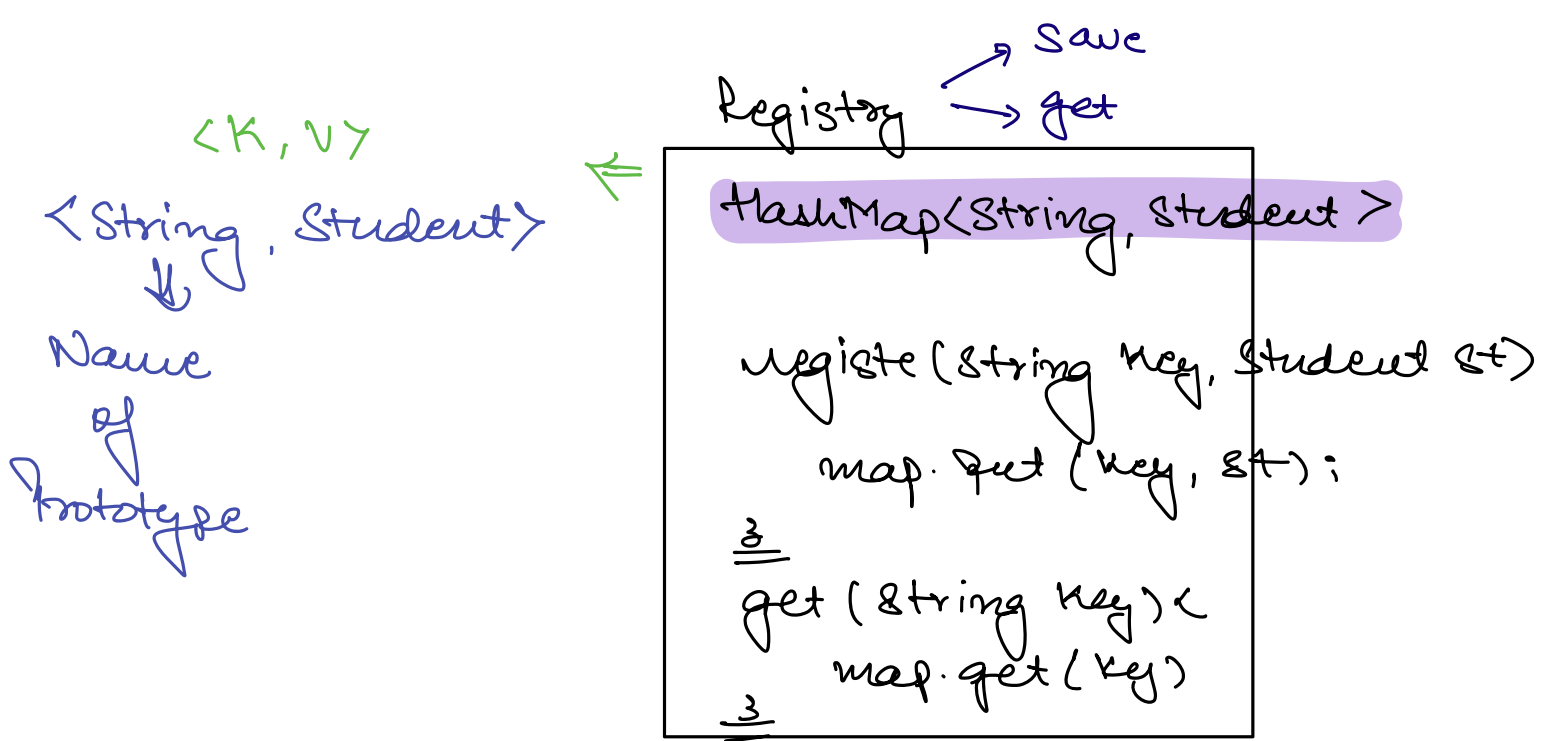 save
Registry
get
<K, V>
HashMap<String, Student>
<String, Student>
Name
of
Prototype
registe(String key, Student st)
map.put(key, st);
}
get(String key){
map.get(key)
}